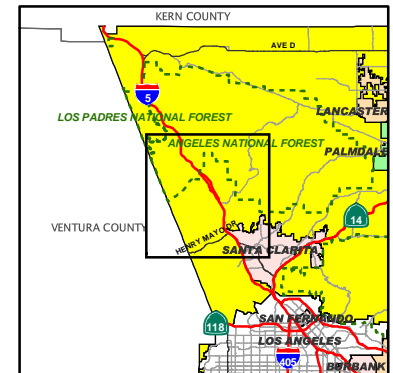 KERN COUNTY
AVE D
5
LANCASTER
LOS PADRES NATIONAL FOREST
ANGELES NATIONAL FOREST
PALMDALE
14
VENTURA COUNTY
HENRY MAYO DR
SANTA CLARITA
SAN FERNANDO
118
LOS ANGELES
405
BURBANK